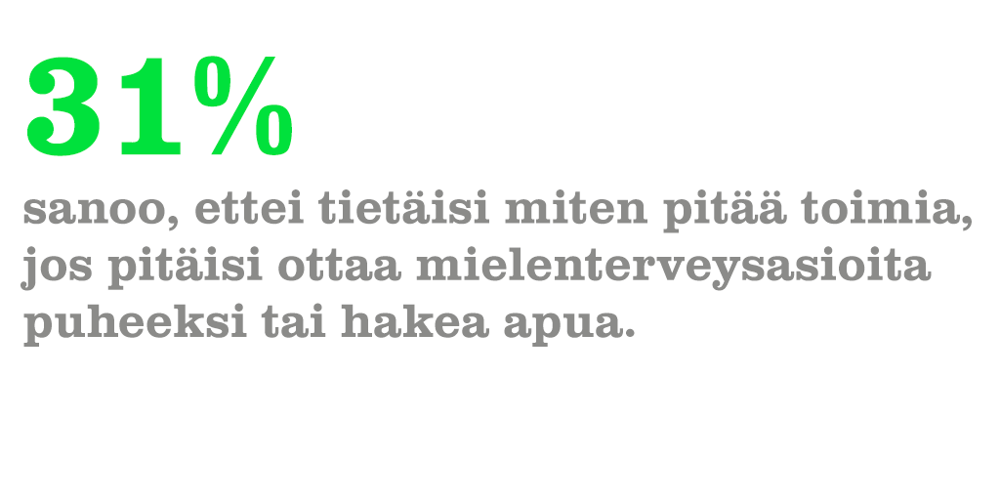 31%
sanoo, ettei tietäisi miten pitää toimia,
jos pitäisi ottaa mielenterveysasioita
puheeksi tai hakea apua.